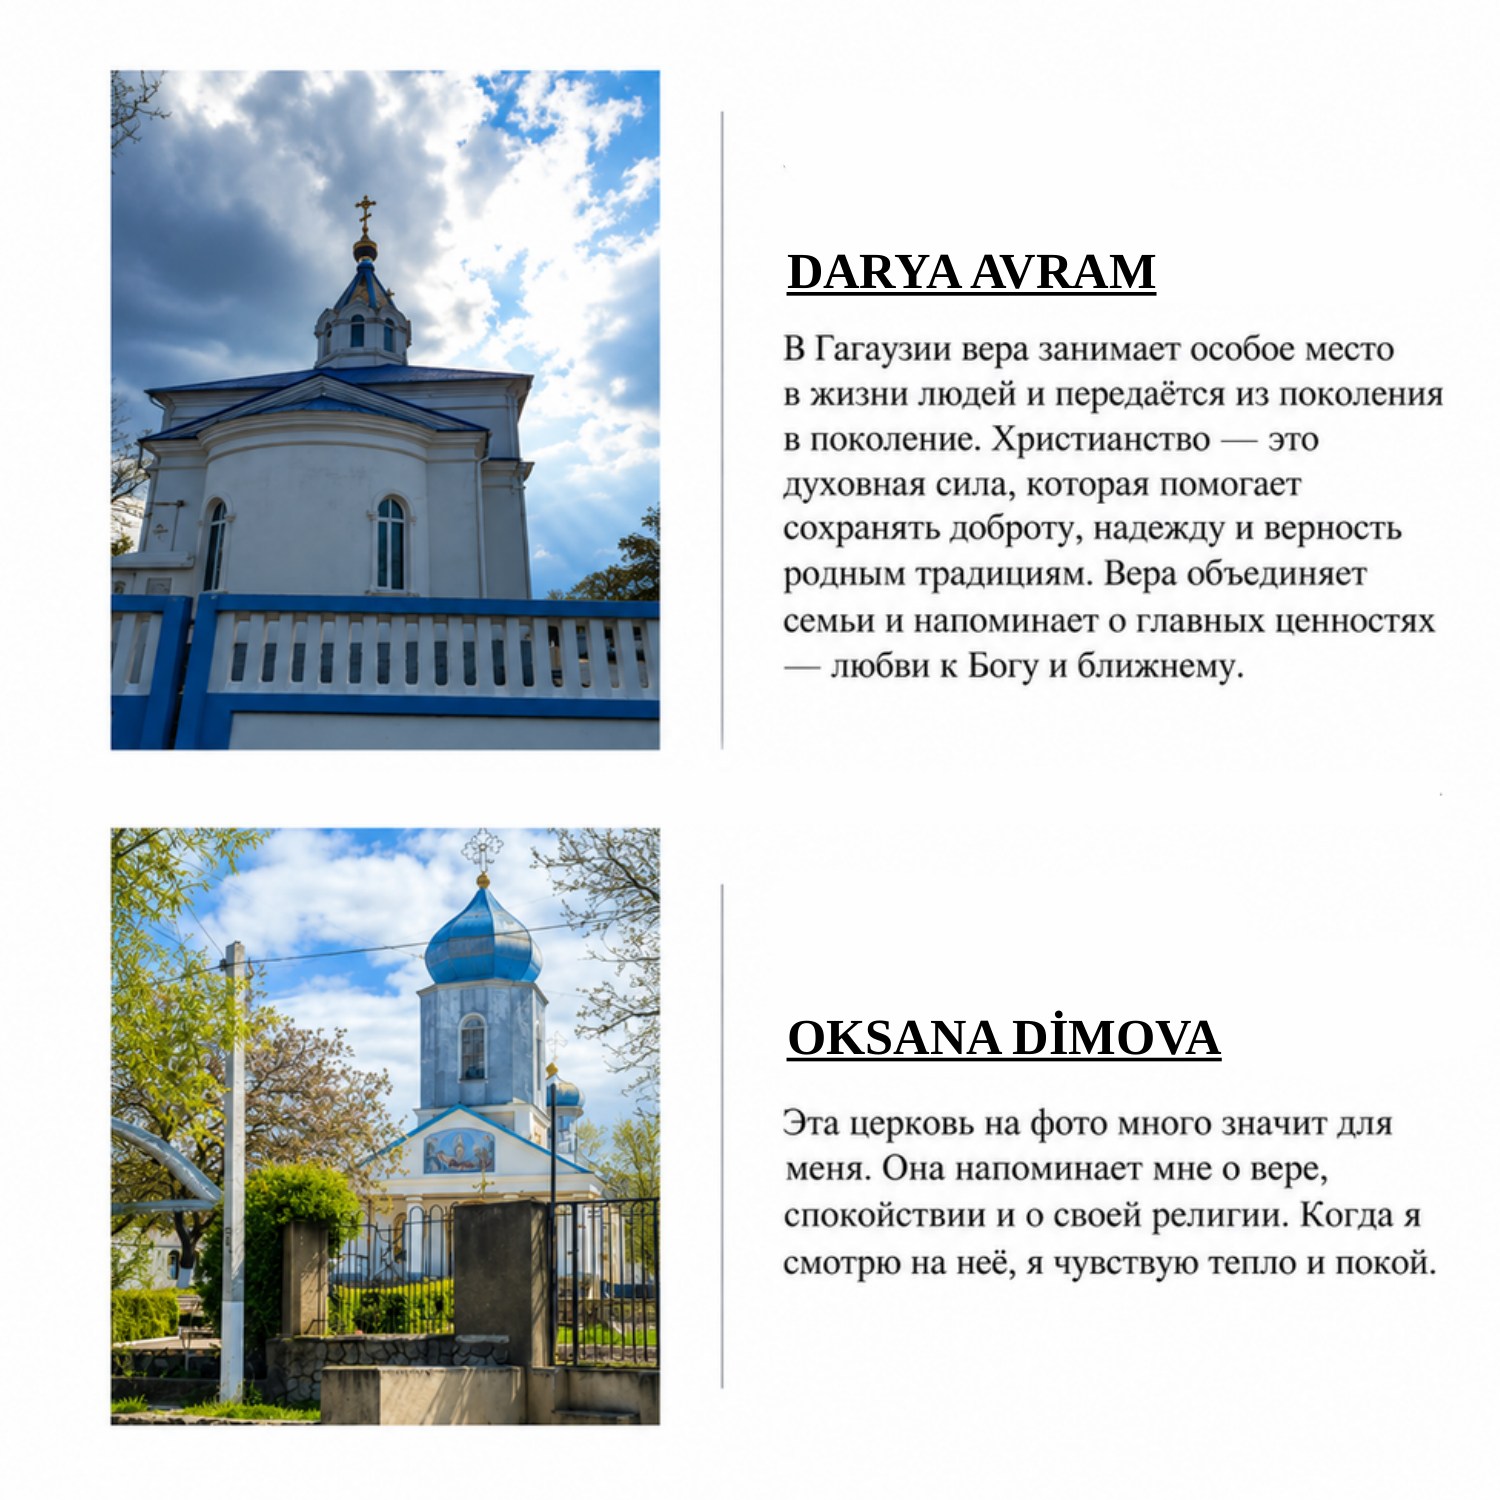 DARYA AVRAM
В Гагаузии вера занимает особое место
в жизни людей и передаётся из поколения
в поколение. Христианство — это
духовная сила, которая помогает
сохранять доброту, надежду и верность
родным традициям. Вера объединяет
семьи и напоминает о главных ценностях
— любви к Богу и ближнему.
OKSANA DİMOVA
Эта церковь на фото много значит для
меня. Она напоминает мне о вере,
спокойствии и о своей религии. Когда я
смотрю на неё, я чувствую тепло и покой.